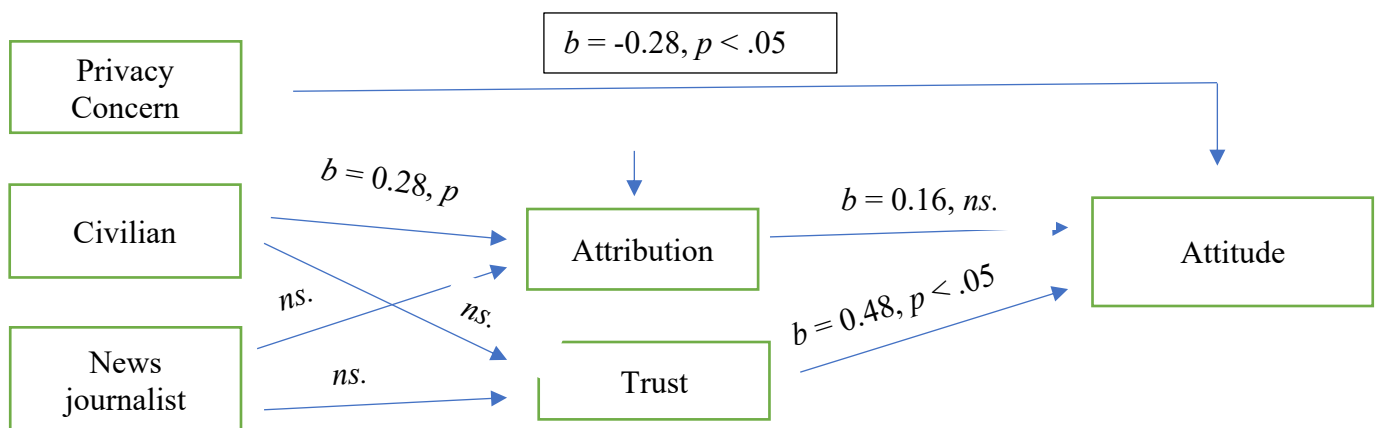 b = -0.28, p < .05
Privacy
Concern
b = 0.28, p
b = 0.16, ns.
Civilian
Attribution
Attitude
ns.
ns.
b = 0.48, p < .05
News
journalist
ns.
Trust